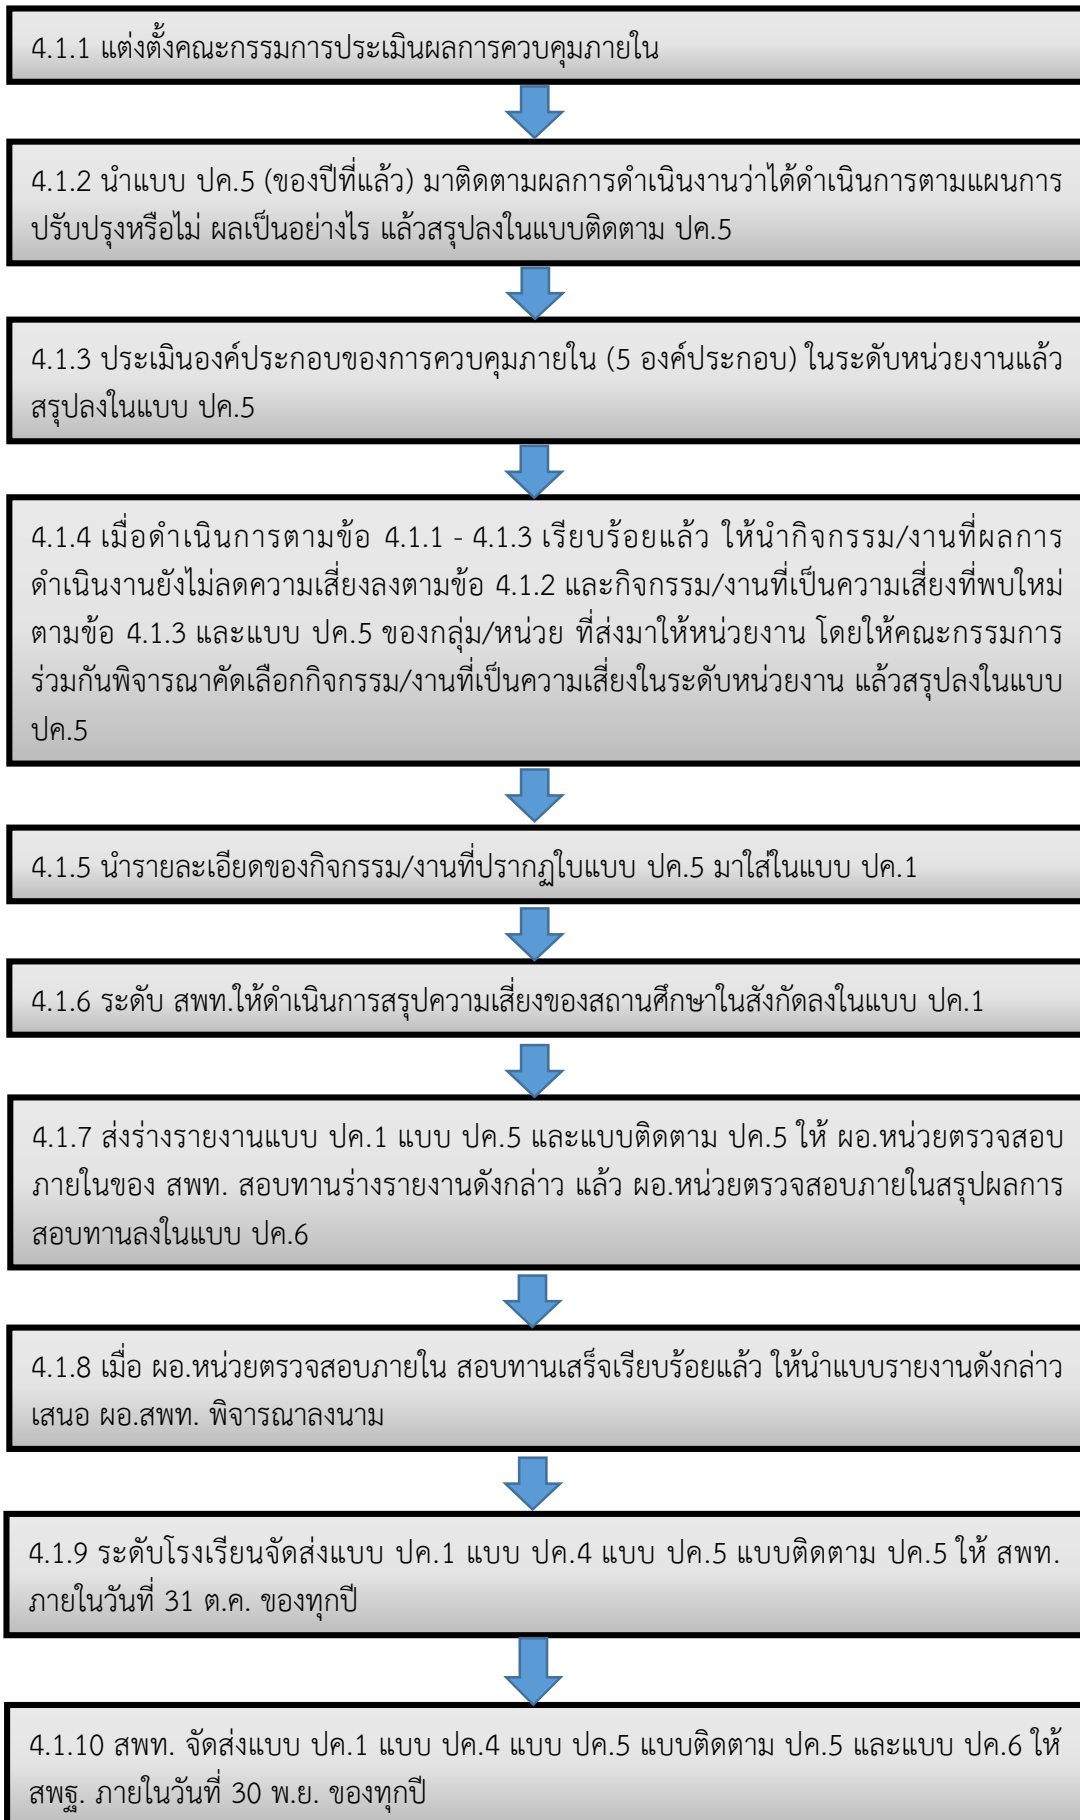 4.1.1 แต่งตั้งคณะกรรมการประเมินผลการควบคุมภายใน
4.1.2 นำแบบ ปค.5 (ของปีที่แล้ว) มาติดตามผลการดำเนินงานว่าได้ดำเนินการตามแผนการ
ปรับปรุงหรือไม่ ผลเป็นอย่างไร แล้วสรุปลงในแบบติดตาม ปค.5
4.1.3 ประเมินองค์ประกอบของการควบคุมภายใน (5 องค์ประกอบ) ในระดับหน่วยงานแล้ว
สรุปลงในแบบ ปค.5
4.1.4 เมื่อดำเนินการตามข้อ 4.1.1 - 4.1.3 เรียบร้อยแล้ว ให้นำกิจกรรม/งานที่ผลการ
ดำเนินงานยังไม่ลดความเสี่ยงลงตามข้อ 4.1.2 และกิจกรรม/งานที่เป็นความเสี่ยงที่พบใหม่
ตามข้อ 4.1.3 และแบบ ปค.5 ของกลุ่ม/หน่วย ที่ส่งมาให้หน่วยงาน โดยให้คณะกรรมการ
ร่วมกันพิจารณาคัดเลือกกิจกรรม/งานที่เป็นความเสี่ยงในระดับหน่วยงาน แล้วสรุปลงในแบบ
ปค.5
4.1.5 นำรายละเอียดของกิจกรรม/งานที่ปรากฏใบแบบ ปค.5 มาใส่ในแบบ ปค.1
4.1.6 ระดับ สพท.ให้ดำเนินการสรุปความเสี่ยงของสถานศึกษาในสังกัดลงในแบบ ปค.1
4.1.7 ส่งร่างรายงานแบบ ปค.1 แบบ ปค.5 และแบบติดตาม ปค.5 ให้ ผอ.หน่วยตรวจสอบ
ภายในของ สพท. สอบทานร่างรายงานดังกล่าว แล้ว ผอ.หน่วยตรวจสอบภายในสรุปผลการ
สอบทานลงในแบบ ปค.6
4.1.8 เมื่อ ผอ.หน่วยตรวจสอบภายใน สอบทานเสร็จเรียบร้อยแล้ว ให้นำแบบรายงานดังกล่าว
เสนอ ผอ.สพท. พิจารณาลงนาม
4.1.9 ระดับโรงเรียนจัดส่งแบบ ปค.1 แบบ ปค.4 แบบ ปค.5 แบบติดตาม ปค.5 ให้ สพท.
ภายในวันที่ 31 ต.ค. ของทุกปี
4.1.10 สพท. จัดส่งแบบ ปค.1 แบบ ปค.4 แบบ ปค.5 แบบติดตาม ปค.5 และแบบ ปค.6 ให้
สพฐ. ภายในวันที่ 30 พ.ย. ของทุกปี